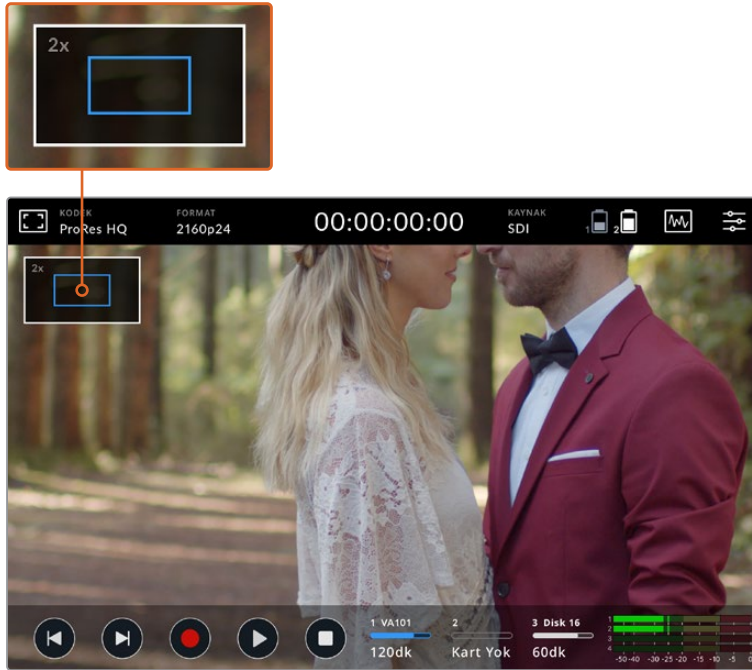 2x
KODEK
ProRes HQ
FORMAT
2160p24
00:00:00:00
KAYNAK
SDI
1
2
2x
1 VA101
120dk
2
Kart Yok
3 Disk 16
60dk
1
2
3
4
-50 -40 -30 -25 -20 -15 -10 -5